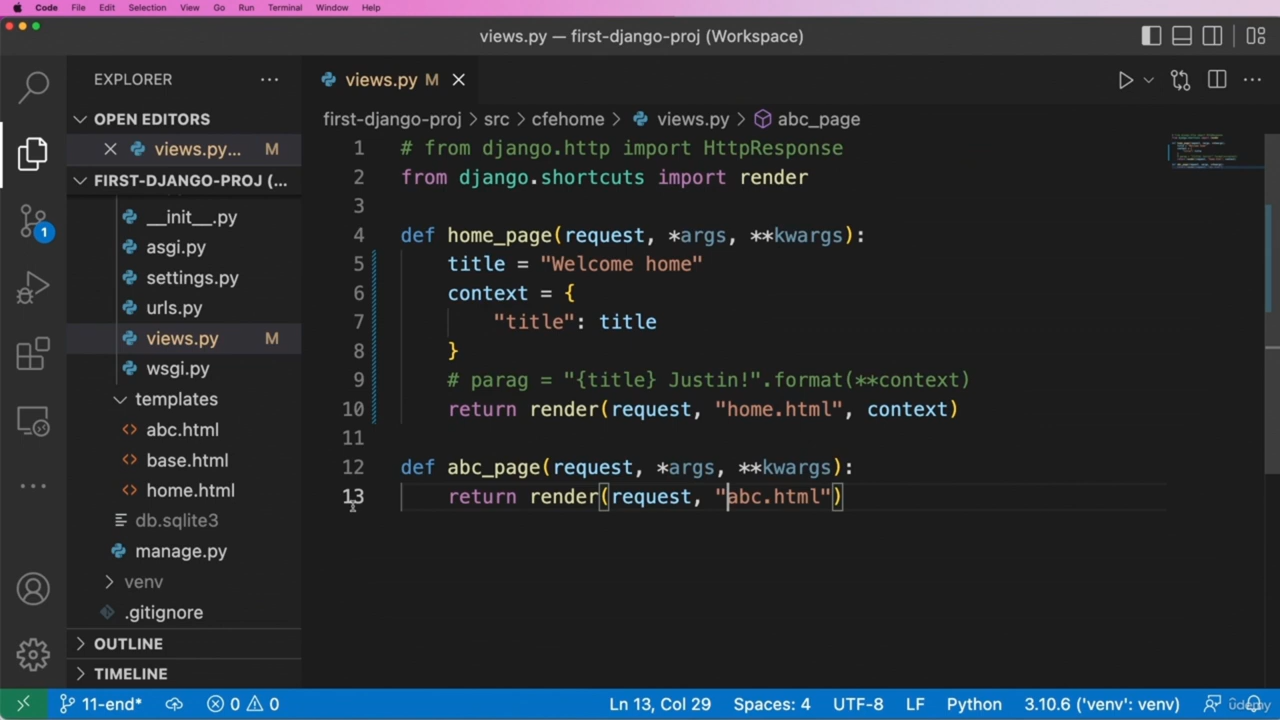 Code File Edit Selection View Go Run Terminal Window Help
views.py — first-django-proj (Workspace)
EXPLORER ...
OPEN EDITORS
views.py... M
FIRST-DJANGO-PROJ (...
__init__.py
asgi.py
settings.py
urls.py
views.py M
wsgi.py
templates
abc.html
base.html
home.html
db.sqlite3
manage.py
venv
.gitignore
OUTLINE
TIMELINE
1
views.py M
first-django-proj > src > cfehome > views.py > abc_page
1 # from django.http import HttpResponse
2 from django.shortcuts import render
3
4 def home_page(request, *args, **kwargs):
5 title = "Welcome home"
6 context = {
7 "title": title
8 }
9 # parag = "{title} Justin!".format(**context)
10 return render(request, "home.html", context)
11
12 def abc_page(request, *args, **kwargs):
13 return render(request, "abc.html")
11-end* 0 0 Ln 13, Col 29 Spaces: 4 UTF-8 LF Python 3.10.6 ('venv': venv)
udemy